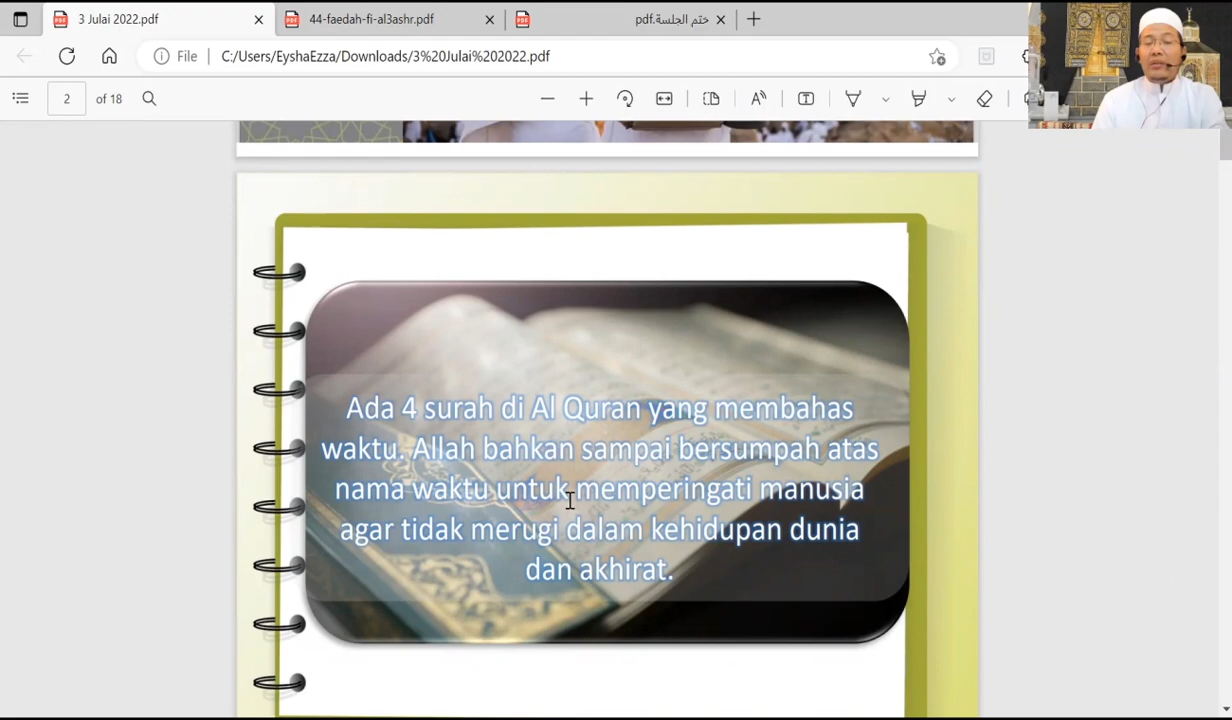 3 Julai 2022.pdf
44-faedah-fi-al3ashr.pdf
ختم الجلسة.pdf
File
C:/Users/EyshaEzza/Downloads/3%20Julai%202022.pdf
2 of 18
Ada 4 surah di Al Quran yang membahas
waktu. Allah bahkan sampai bersumpah atas
nama waktu untuk memperingati manusia
agar tidak merugi dalam kehidupan dunia
dan akhirat.